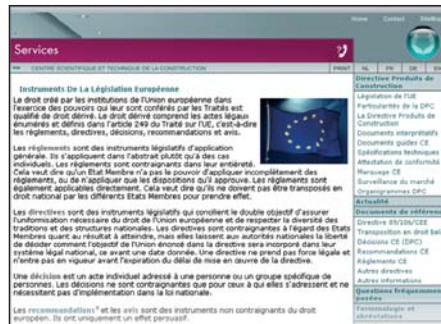 Home Contact
Services
CENTRE SCIENTIFIQUE ET TECHNIQUE DE LA CONSTRUCTION
PRINT NL FR DE EN
Instruments De La Législation Européenne
Le droit créé par les institutions de l'Union européenne dans
l'exercice des pouvoirs qui leur sont conférés par les Traités est
qualifié de droit dérivé. Le droit dérivé comprend les actes légaux
énumérés et définis dans l'article 249 du Traité sur l'UE, c'est-à-dire
les règlements, directives, décisions, recommandations et avis.
Les règlements sont des instruments législatifs d'application
générale. Ils s'appliquent dans l'abstrait plutôt qu'à des cas
individuels. Les règlements sont contraignants dans leur entièreté.
Cela veut dire qu'un Etat Membre n'a pas le pouvoir d'appliquer incomplètement des
règlements, ou de n'appliquer que les dispositions qu'il approuve. Les règlements sont
également applicables directement. Cela veut dire qu'ils ne doivent pas être transposés en
droit national par les différents Etats Membres pour prendre effet.
Les directives sont des instruments législatifs qui concilient le double objectif d'assurer
l'uniformisation nécessaire du droit de l'Union européenne et de respecter la diversité des
traditions et des structures nationales. Les directives sont contraignantes à l'égard des Etats
Membres quant au résultat à atteindre, mais elles laissent aux autorités nationales la liberté
de décider comment l'objectif de l'Union énoncé dans la directive sera incorporé dans leur
système légal national, ce avant une date donnée. Une directive ne prend pas force légale et
n'entre pas en vigueur avant l'expiration du délai de mise en œuvre de la directive.
Une décision est un acte individuel adressé à une personne ou un groupe spécifique de
personnes. Les décisions ne sont contraignantes que pour ceux à qui elles s'adressent et ne
nécessitent pas d'implémentation dans la loi nationale.
Les recommandations et les avis sont des instruments non contraignants du droit
européen. Ils ont uniquement un effet persuasif.
Directive Produits de
Construction
Législation de l'UE
Particularités de la DPC
La Directive Produits de
Construction
Documents interprétatifs
Documents guides CE
Spécifications techniques
Attestation de conformité
Marquage CE
Surveillance du marché
Organigrammes DPC
Actualité
Documents de référence
Directive 89/106/CEE
Transposition en droit
Décisions CE (DPC)
Recommandations CE
Règlements CE
Autres directives
Autres informations
Questions fréquemment
posées
Terminologie et
abréviations